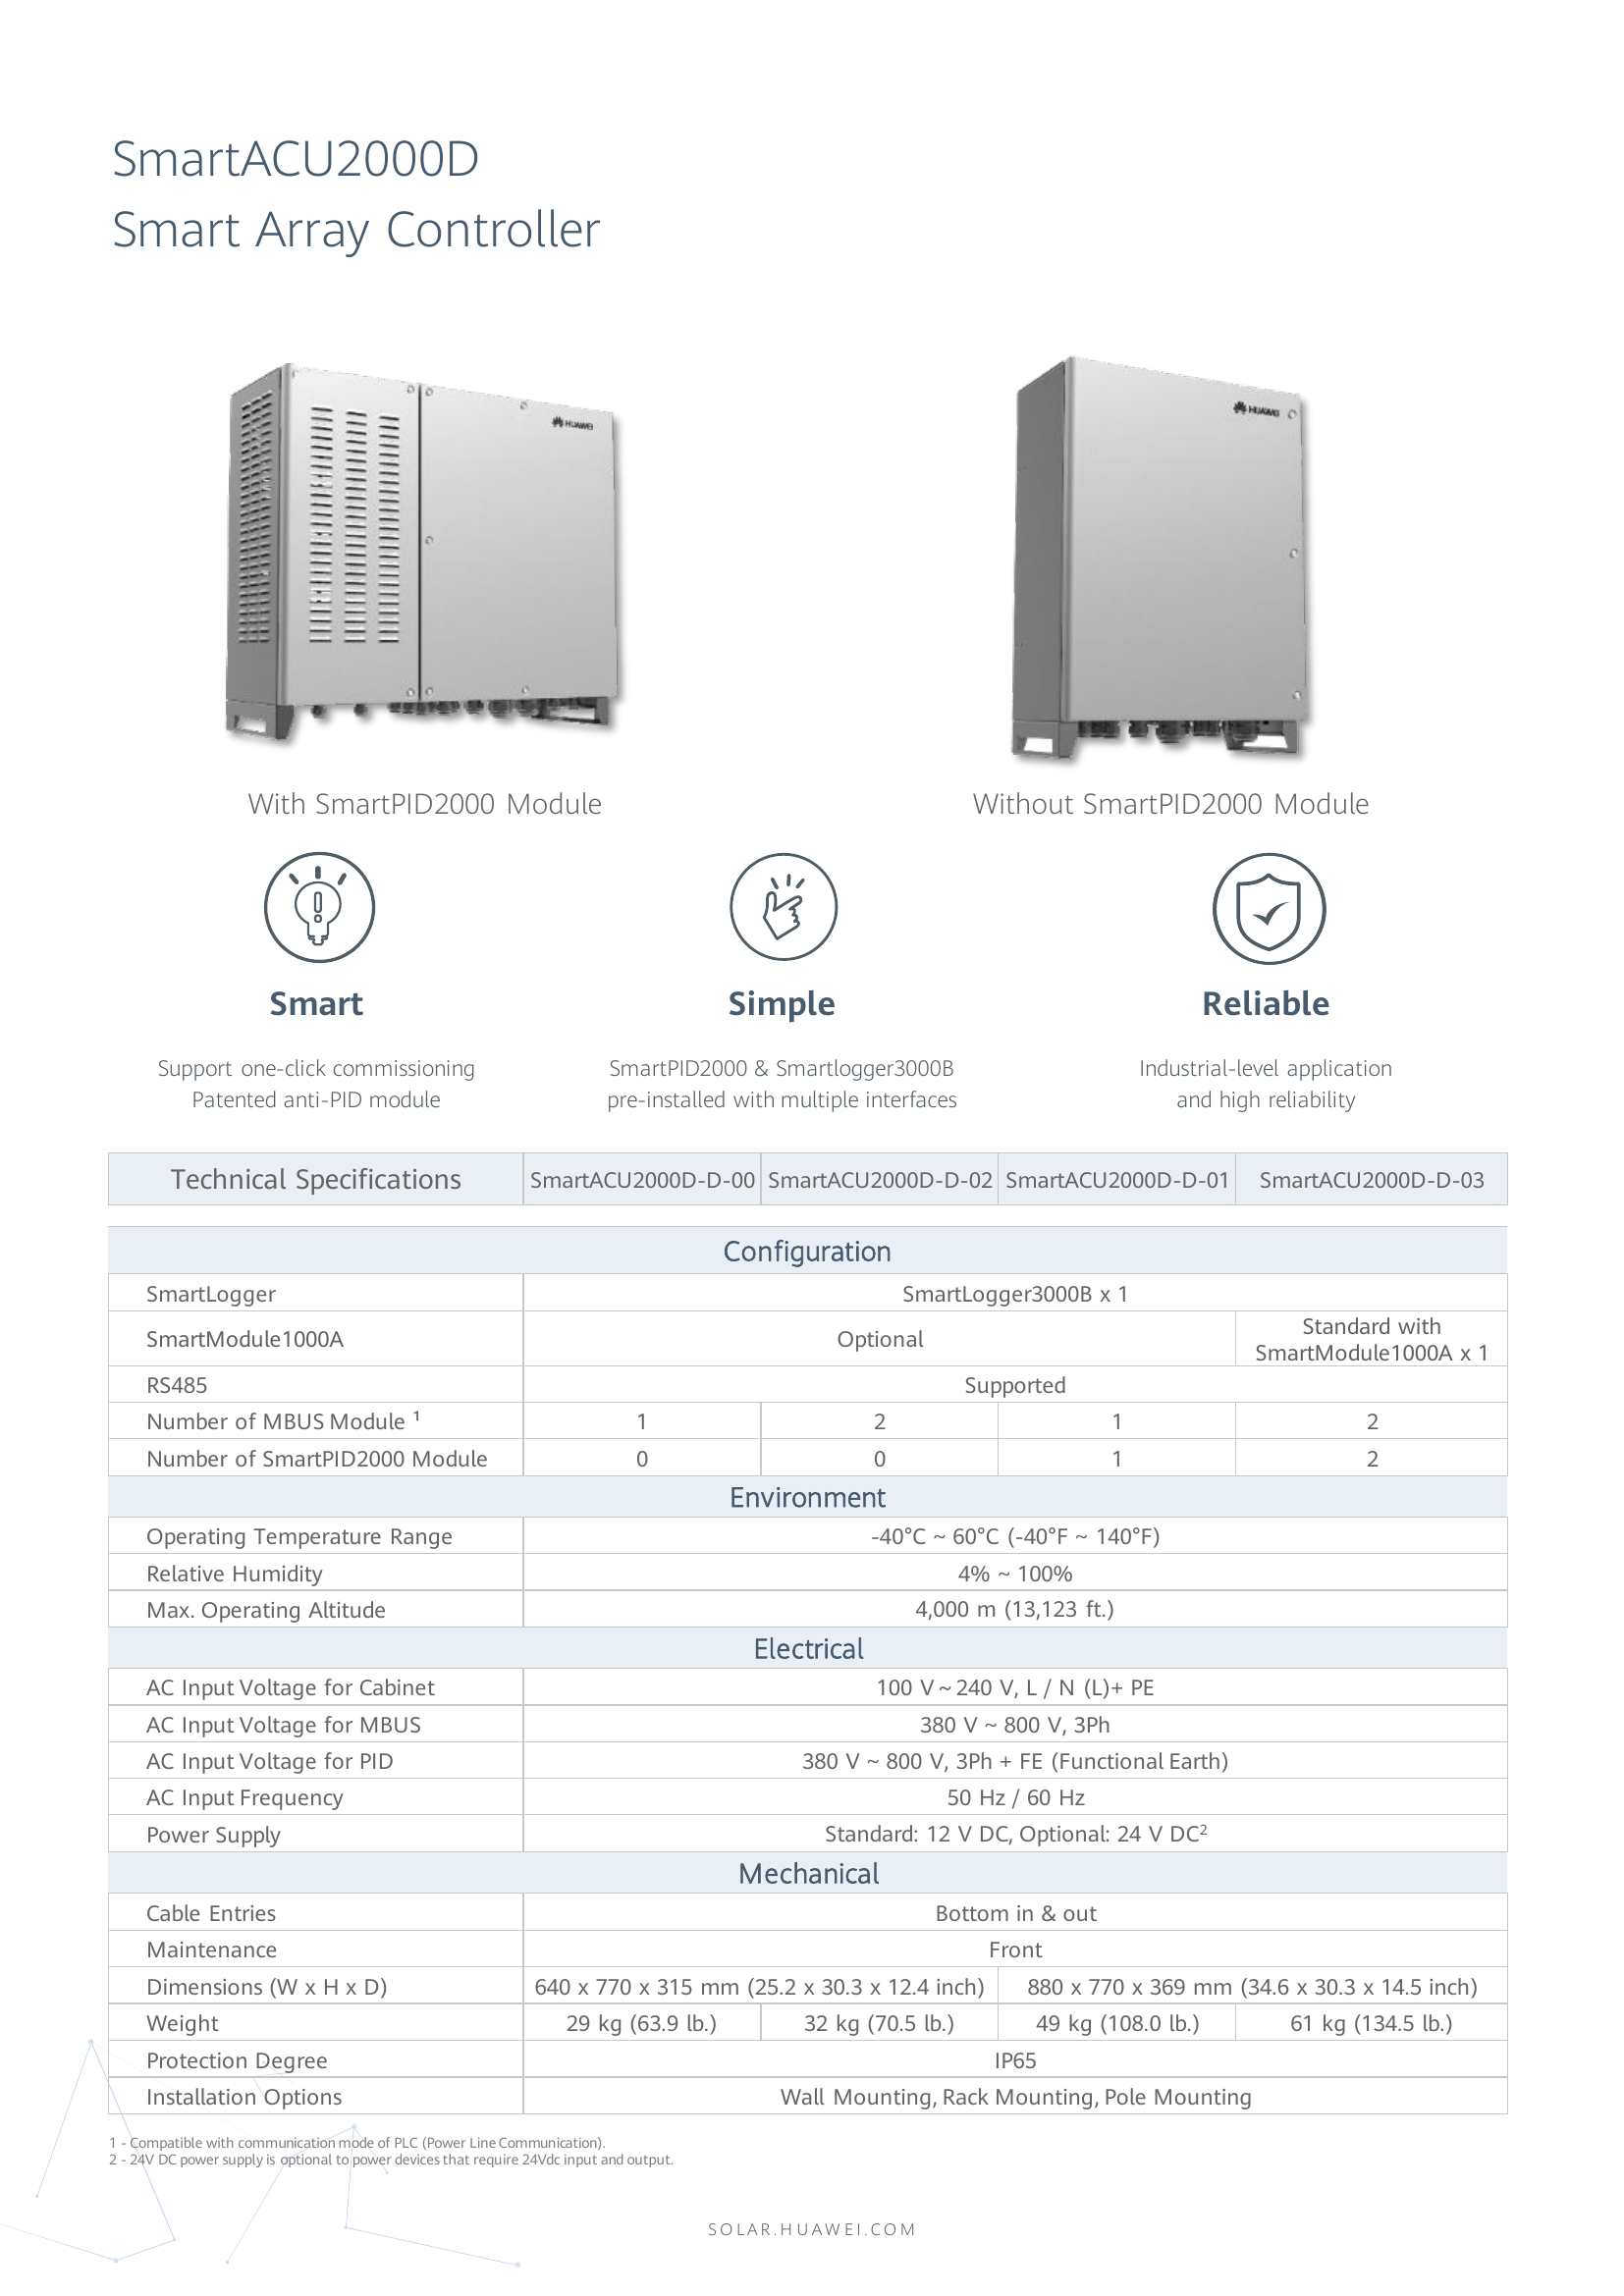 SmartACU2000D
Smart Array Controller
HUAWEI
HUAWEI
With SmartPID2000 Module
Without SmartPID2000 Module
Smart
Support one-click commissioning
Patented anti-PID module
Simple
SmartPID2000 & Smartlogger3000B
pre-installed with multiple interfaces
Reliable
Industrial-level application
and high reliability
Technical Specifications SmartACU2000D-D-00 SmartACU2000D-D-02 SmartACU2000D-D-01 SmartACU2000D-D-03
Configuration
SmartLogger SmartLogger3000B x 1
SmartModule1000A Optional Standard with
SmartModule1000A x 1
RS485 Supported
Number of MBUS Module ¹ 1 2 1 2
Number of SmartPID2000 Module 0 0 1 2
Environment
Operating Temperature Range -40°C ~ 60°C (-40°F ~ 140°F)
Relative Humidity 4% ~ 100%
Max. Operating Altitude 4,000 m (13,123 ft.)
Electrical
AC Input Voltage for Cabinet 100 V ~ 240 V, L / N (L)+ PE
AC Input Voltage for MBUS 380 V ~ 800 V, 3Ph
AC Input Voltage for PID 380 V ~ 800 V, 3Ph + FE (Functional Earth)
AC Input Frequency 50 Hz / 60 Hz
Power Supply Standard: 12 V DC, Optional: 24 V DC²
Mechanical
Cable Entries Bottom in & out
Maintenance Front
Dimensions (W x H x D) 640 x 770 x 315 mm (25.2 x 30.3 x 12.4 inch) 880 x 770 x 369 mm (34.6 x 30.3 x 14.5 inch)
Weight 29 kg (63.9 lb.) 32 kg (70.5 lb.) 49 kg (108.0 lb.) 61 kg (134.5 lb.)
Protection Degree IP65
Installation Options Wall Mounting, Rack Mounting, Pole Mounting
1 - Compatible with communication mode of PLC (Power Line Communication).
2 - 24V DC power supply is optional to power devices that require 24Vdc input and output.
SOLAR.HUAWEI.COM